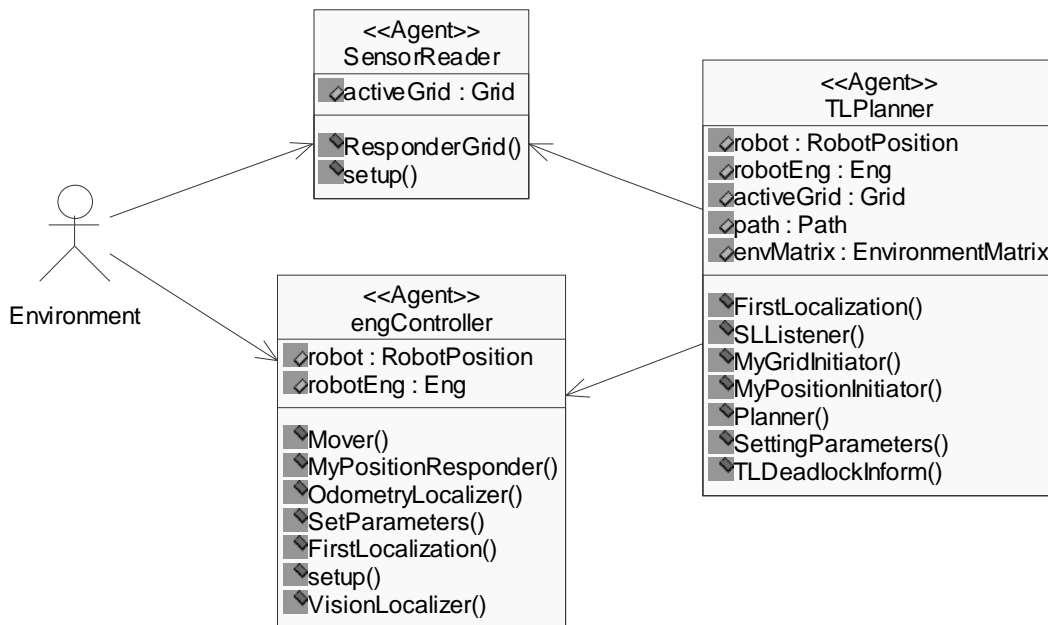 <<Agent>>
SensorReader
activeGrid : Grid
ResponderGrid()
setup()
<<Agent>>
TLPlanner
robot : RobotPosition
robotEng : Eng
activeGrid : Grid
path : Path
envMatrix : EnvironmentMatrix
FirstLocalization()
SLListener()
MyGridInitiator()
MyPositionInitiator()
Planner()
SettingParameters()
TLDeadlockInform()
Environment
<<Agent>>
engController
robot : RobotPosition
robotEng : Eng
Mover()
MyPositionResponder()
OdometryLocalizer()
SetParameters()
FirstLocalization()
setup()
VisionLocalizer()